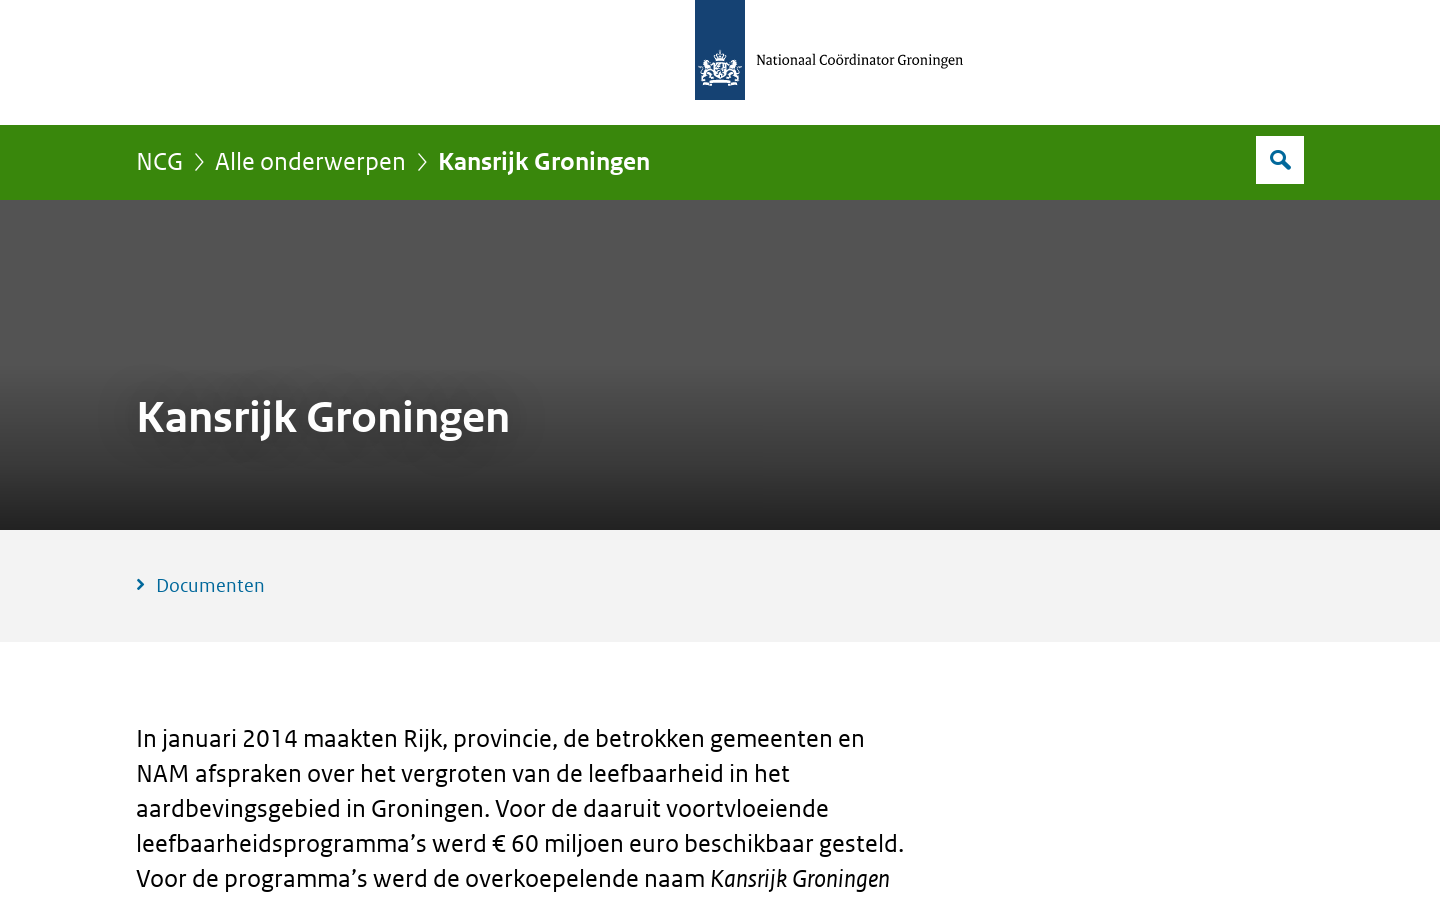 Nationaal Coördinator Groningen
NCG
Alle onderwerpen
Kansrijk Groningen
Kansrijk Groningen
Documenten
In januari 2014 maakten Rijk, provincie, de betrokken gemeenten en
NAM afspraken over het vergroten van de leefbaarheid in het
aardbevingsgebied in Groningen. Voor de daaruit voortvloeiende
leefbaarheidsprogramma’s werd € 60 miljoen euro beschikbaar gesteld.
Voor de programma’s werd de overkoepelende naam Kansrijk Groningen